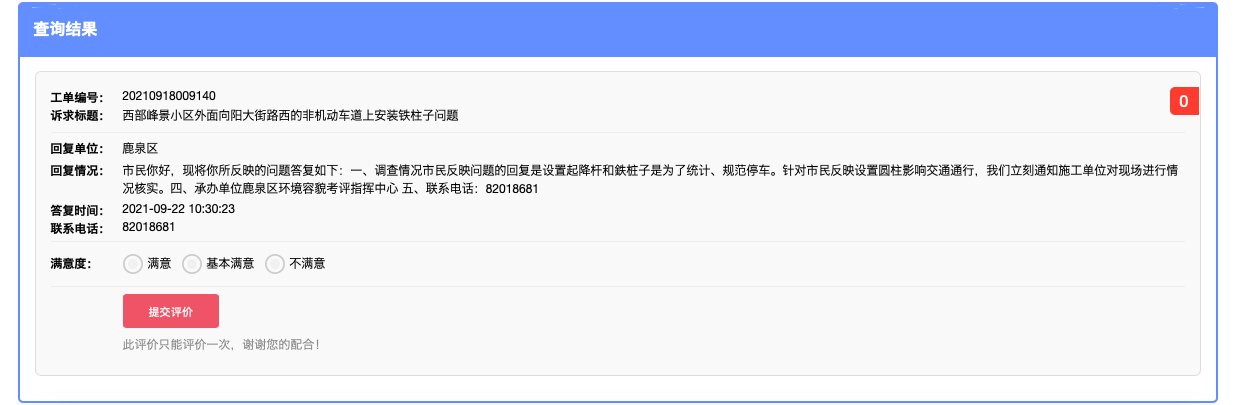 查询结果
0
工单编号： 20210918009140
诉求标题： 西部峰景小区外面向阳大街路西的非机动车道上安装铁柱子问题
回复单位： 鹿泉区
回复情况： 市民你好，现将你所反映的问题答复如下：一、调查情况市民反映问题的回复是设置起降杆和鉄桩子是为了统计、规范停车。针对市民反映设置圆柱影响交通通行，我们立刻通知施工单位对现场进行情
况核实。四、承办单位鹿泉区环境容貌考评指挥中心 五、联系电话：82018681
答复时间： 2021-09-22 10:30:23
联系电话： 82018681
满意度： 满意 基本满意 不满意
提交评价
此评价只能评价一次，谢谢您的配合！